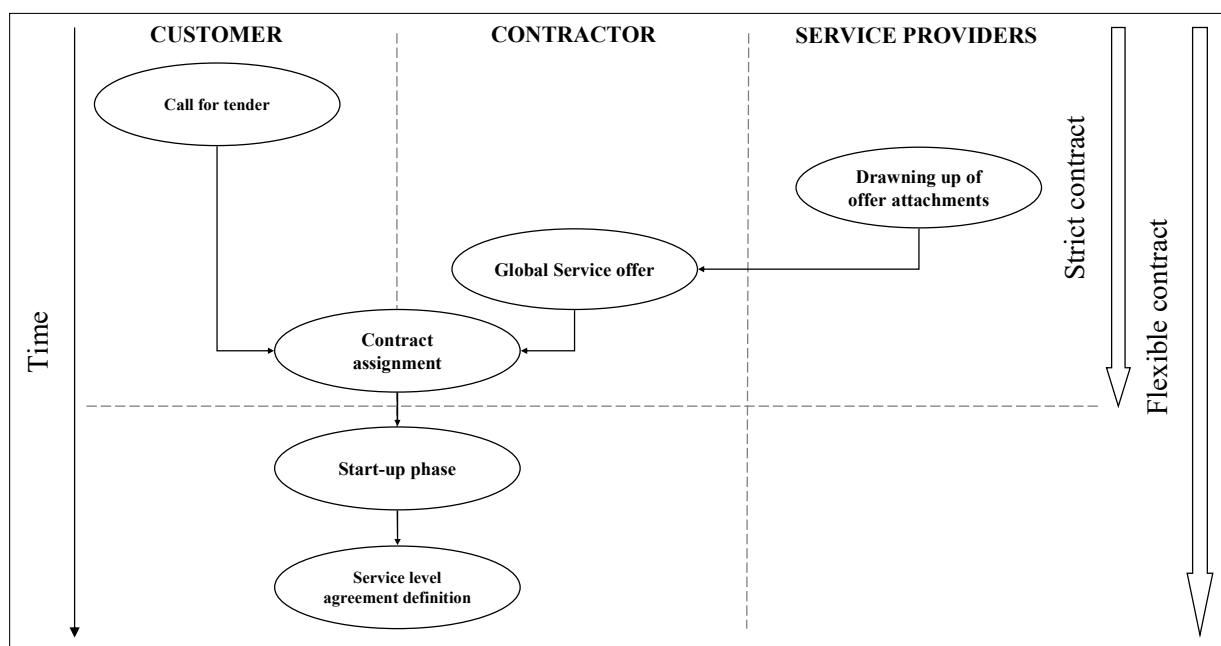 CUSTOMER
CONTRACTOR
SERVICE PROVIDERS
Call for tender
Drawning up of
offer attachments
Global Service offer
Contract
assignment
Start-up phase
Service level
agreement definition
Time
Strict contract
Flexible contract